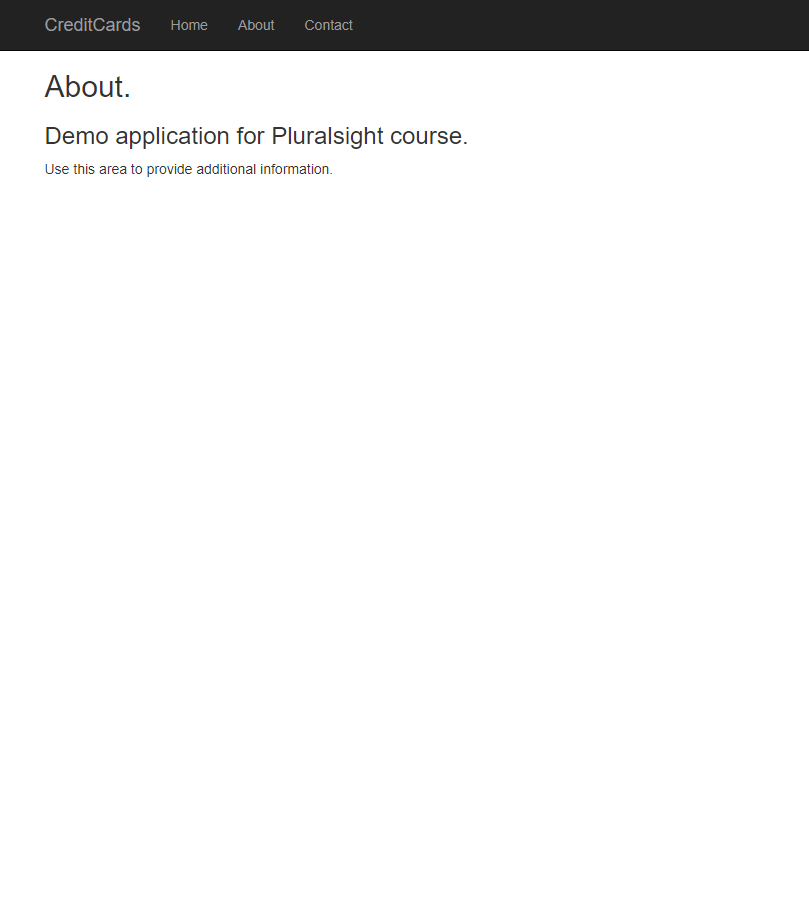 CreditCards Home About Contact
About.
Demo application for Pluralsight course.
Use this area to provide additional information.